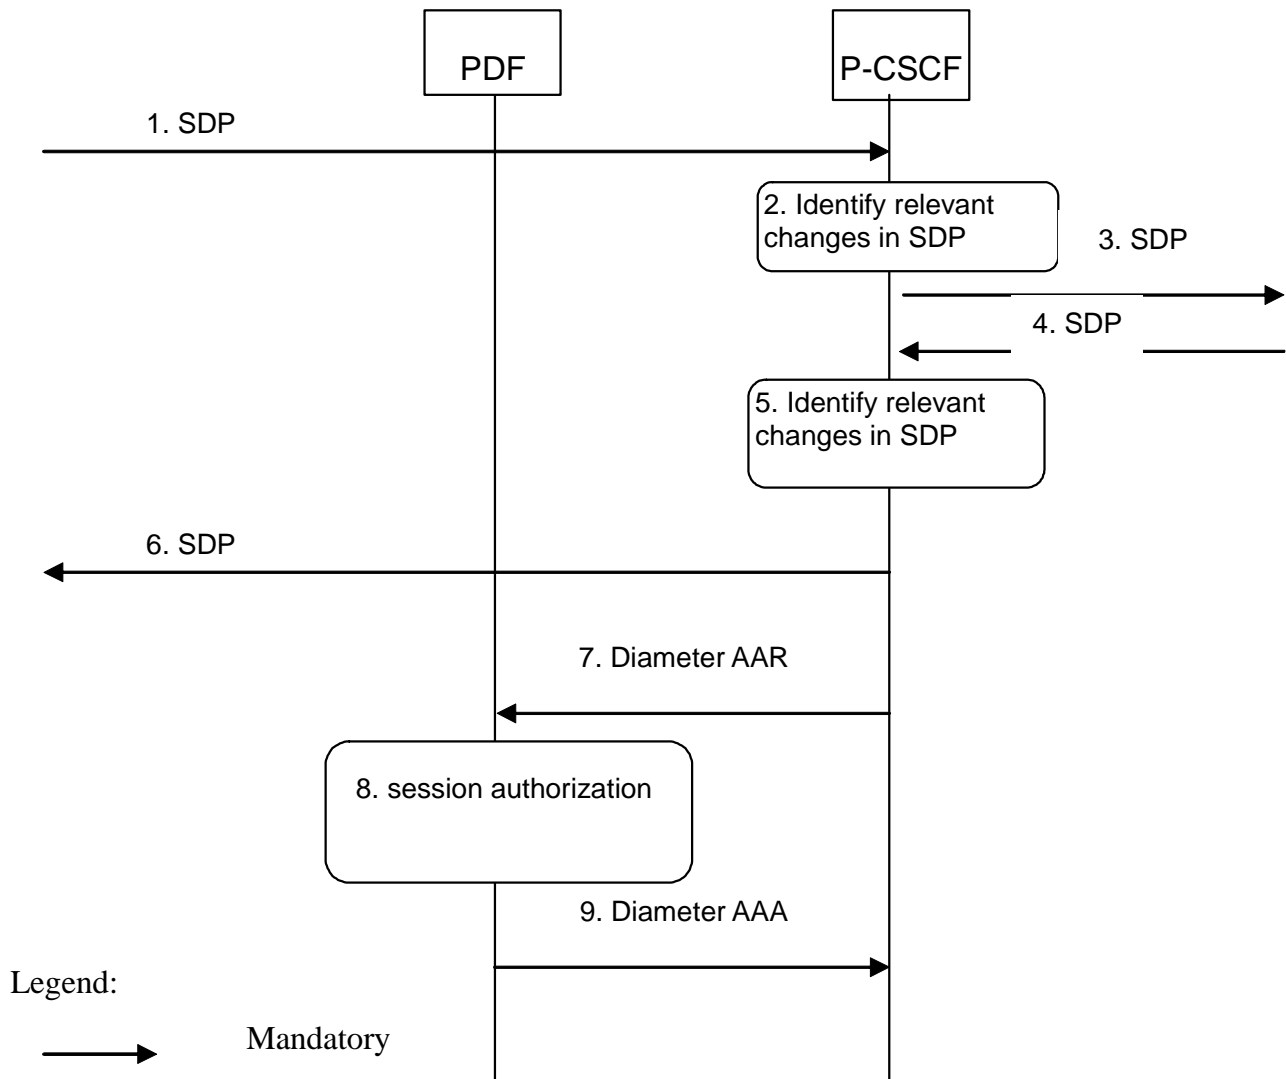 PDF
P-CSCF
1. SDP
2. Identify relevant
changes in SDP
3. SDP
4. SDP
5. Identify relevant
changes in SDP
6. SDP
7. Diameter AAR
8. session authorization
9. Diameter AAA
Legend:
Mandatory